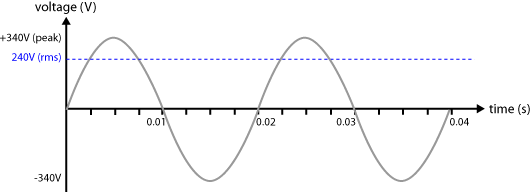 voltage (V)
+340V (peak)
240V (rms)
time (s)
0.01
0.02
0.03
0.04
-340V